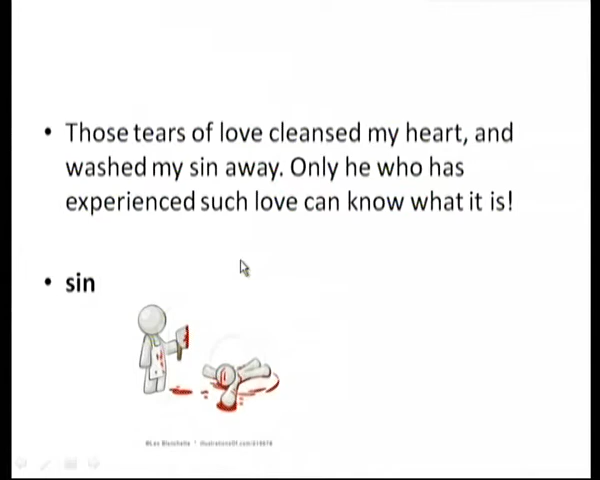 • Those tears of love cleansed my heart, and
washed my sin away. Only he who has
experienced such love can know what it is!
• sin